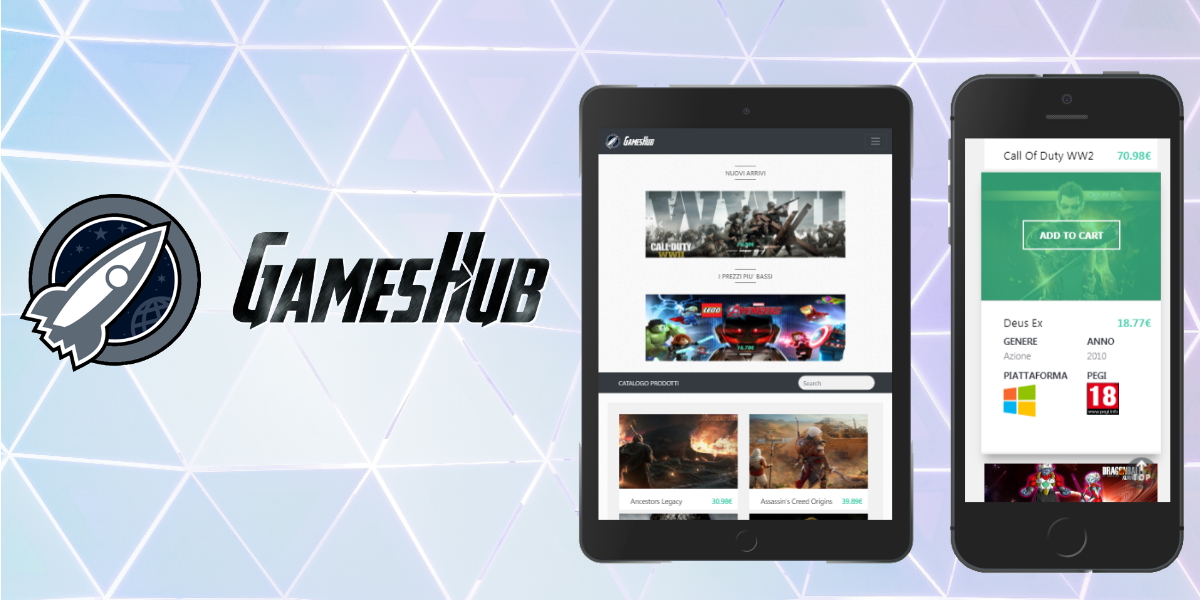 GAMESHUB
GAMESHUB
NUOVI ARRIVI
CALL OF DUTY
WWII
I PREZZI PIU' BASSI
LEGO MARVEL AVENGERS
CATALOGO PRODOTTI
Search
Ancestors Legacy 30.98€
Assassin's Creed Origins 39.89€
Call Of Duty WW2 70.98€
ADD TO CART
Deus Ex 18.77€
GENERE ANNO
Azione 2010
PIATTAFORMA PEGI
18
www.pegi.info
TOP